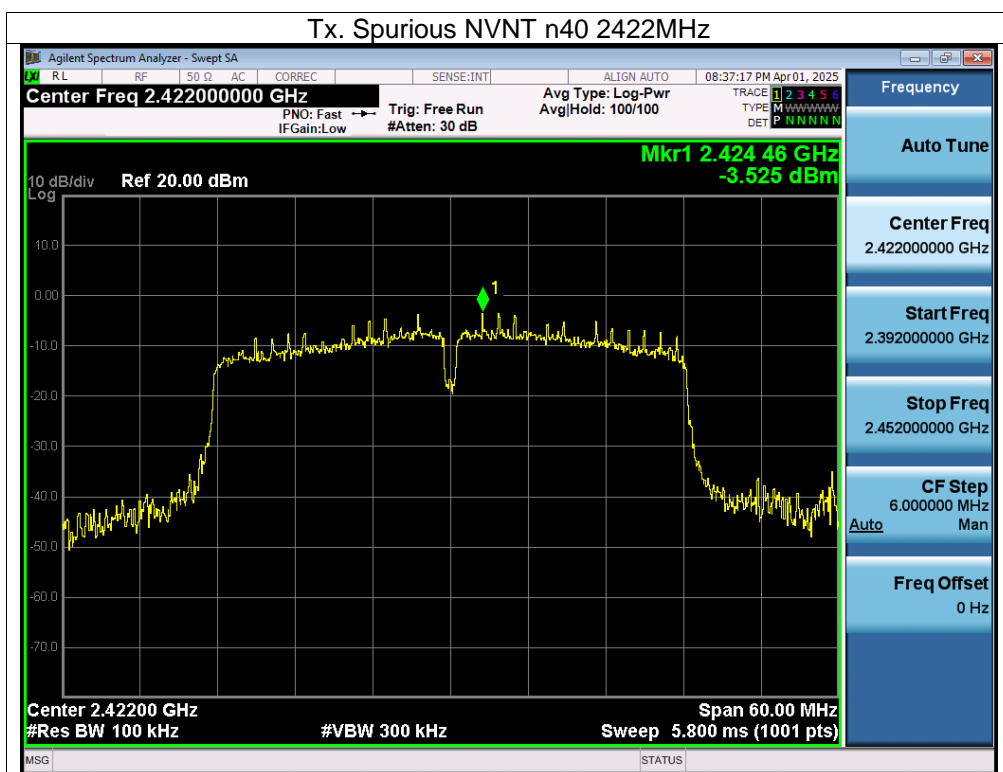 Tx. Spurious NVNT n40 2422MHz
Agilent Spectrum Analyzer - Swept SA
LXI RL RF 50 Ω AC CORREC SENSE:INT ALIGN AUTO 08:37:17 PM Apr 01, 2025
Center Freq 2.422000000 GHz
PNO: Fast
IFGain:Low
Trig: Free Run
#Atten: 30 dB
Avg Type: Log-Pwr
Avg|Hold: 100/100
TRACE 1 2 3 4 5 6
TYPE M WWWWW
DET P N N N N N
Mkr1 2.424 46 GHz
-3.525 dBm
10 dB/div Ref 20.00 dBm
Log
10.0
0.00
-10.0
-20.0
-30.0
-40.0
-50.0
-60.0
-70.0
1
Center 2.42200 GHz Span 60.00 MHz
#Res BW 100 kHz #VBW 300 kHz Sweep 5.800 ms (1001 pts)
MSG STATUS
Frequency
Auto Tune
Center Freq
2.422000000 GHz
Start Freq
2.392000000 GHz
Stop Freq
2.452000000 GHz
CF Step
6.000000 MHz
Auto Man
Freq Offset
0 Hz